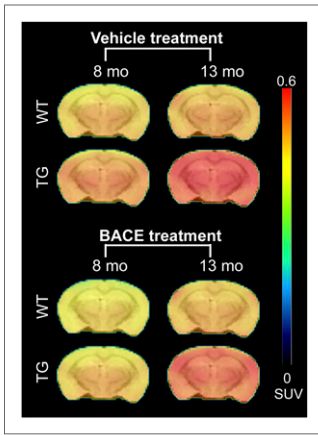 Vehicle treatment
8 mo 13 mo
0.6
WT
TG
BACE treatment
8 mo 13 mo
WT
TG
0
SUV